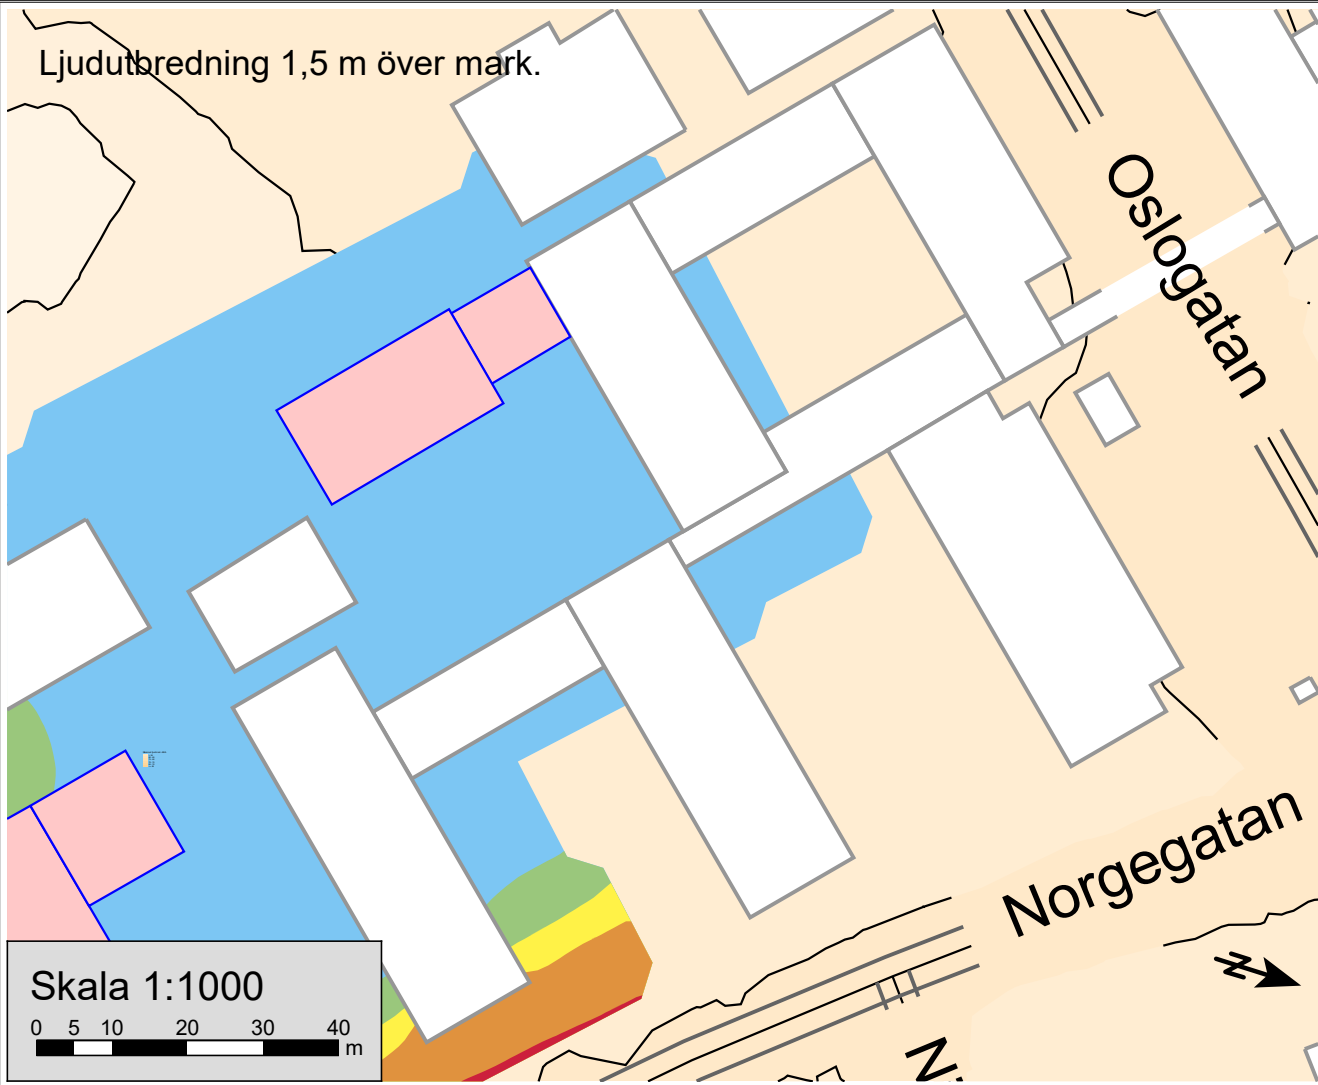 Ljudutbredning 1,5 m över mark.
Oslogatan
Norgegatan
Skala 1:1000
0 5 10 20 30 40
m